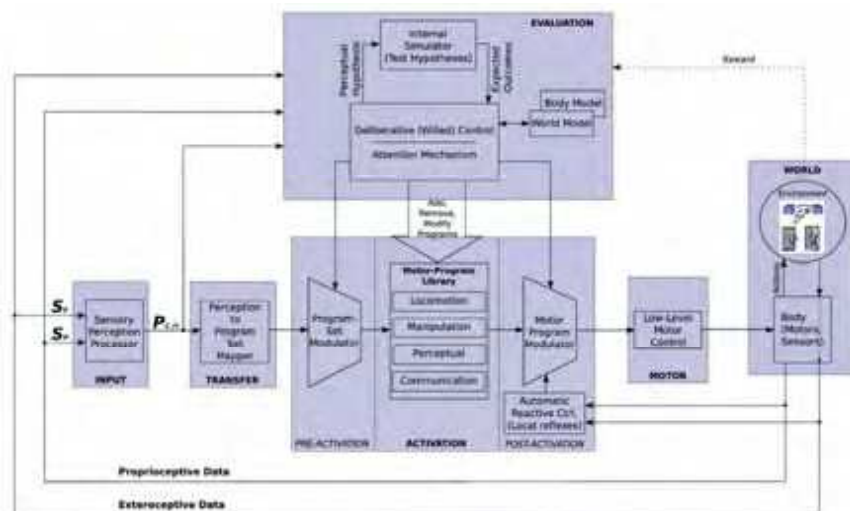 EVALUATION
Internal
Simulator
(Test Hypotheses)
Perceptual
Hypothesis
Expected
Outcomes
Reward
Body Model
World Model
Deliberative (Willed) Control
Attention Mechanism
WORLD
Environment
Add,
Remove,
Modify
Programs
Motor-Program
Library
Locomotion
Manipulation
Perceptual
Communication
Program-
Set
Modulator
Motor
Program
Modulator
Low-Level
Motor
Control
Body
(Motors,
Sensors)
Actions
Sensory
Perception
Processor
Perception
to
Program
Set
Mapper
INPUT
TRANSFER
MOTOR
Automatic
Reactive Ctrl.
(Local reflexes)
PRE-ACTIVATION
ACTIVATION
POST-ACTIVATION
Proprioceptive Data
Exteroceptive Data